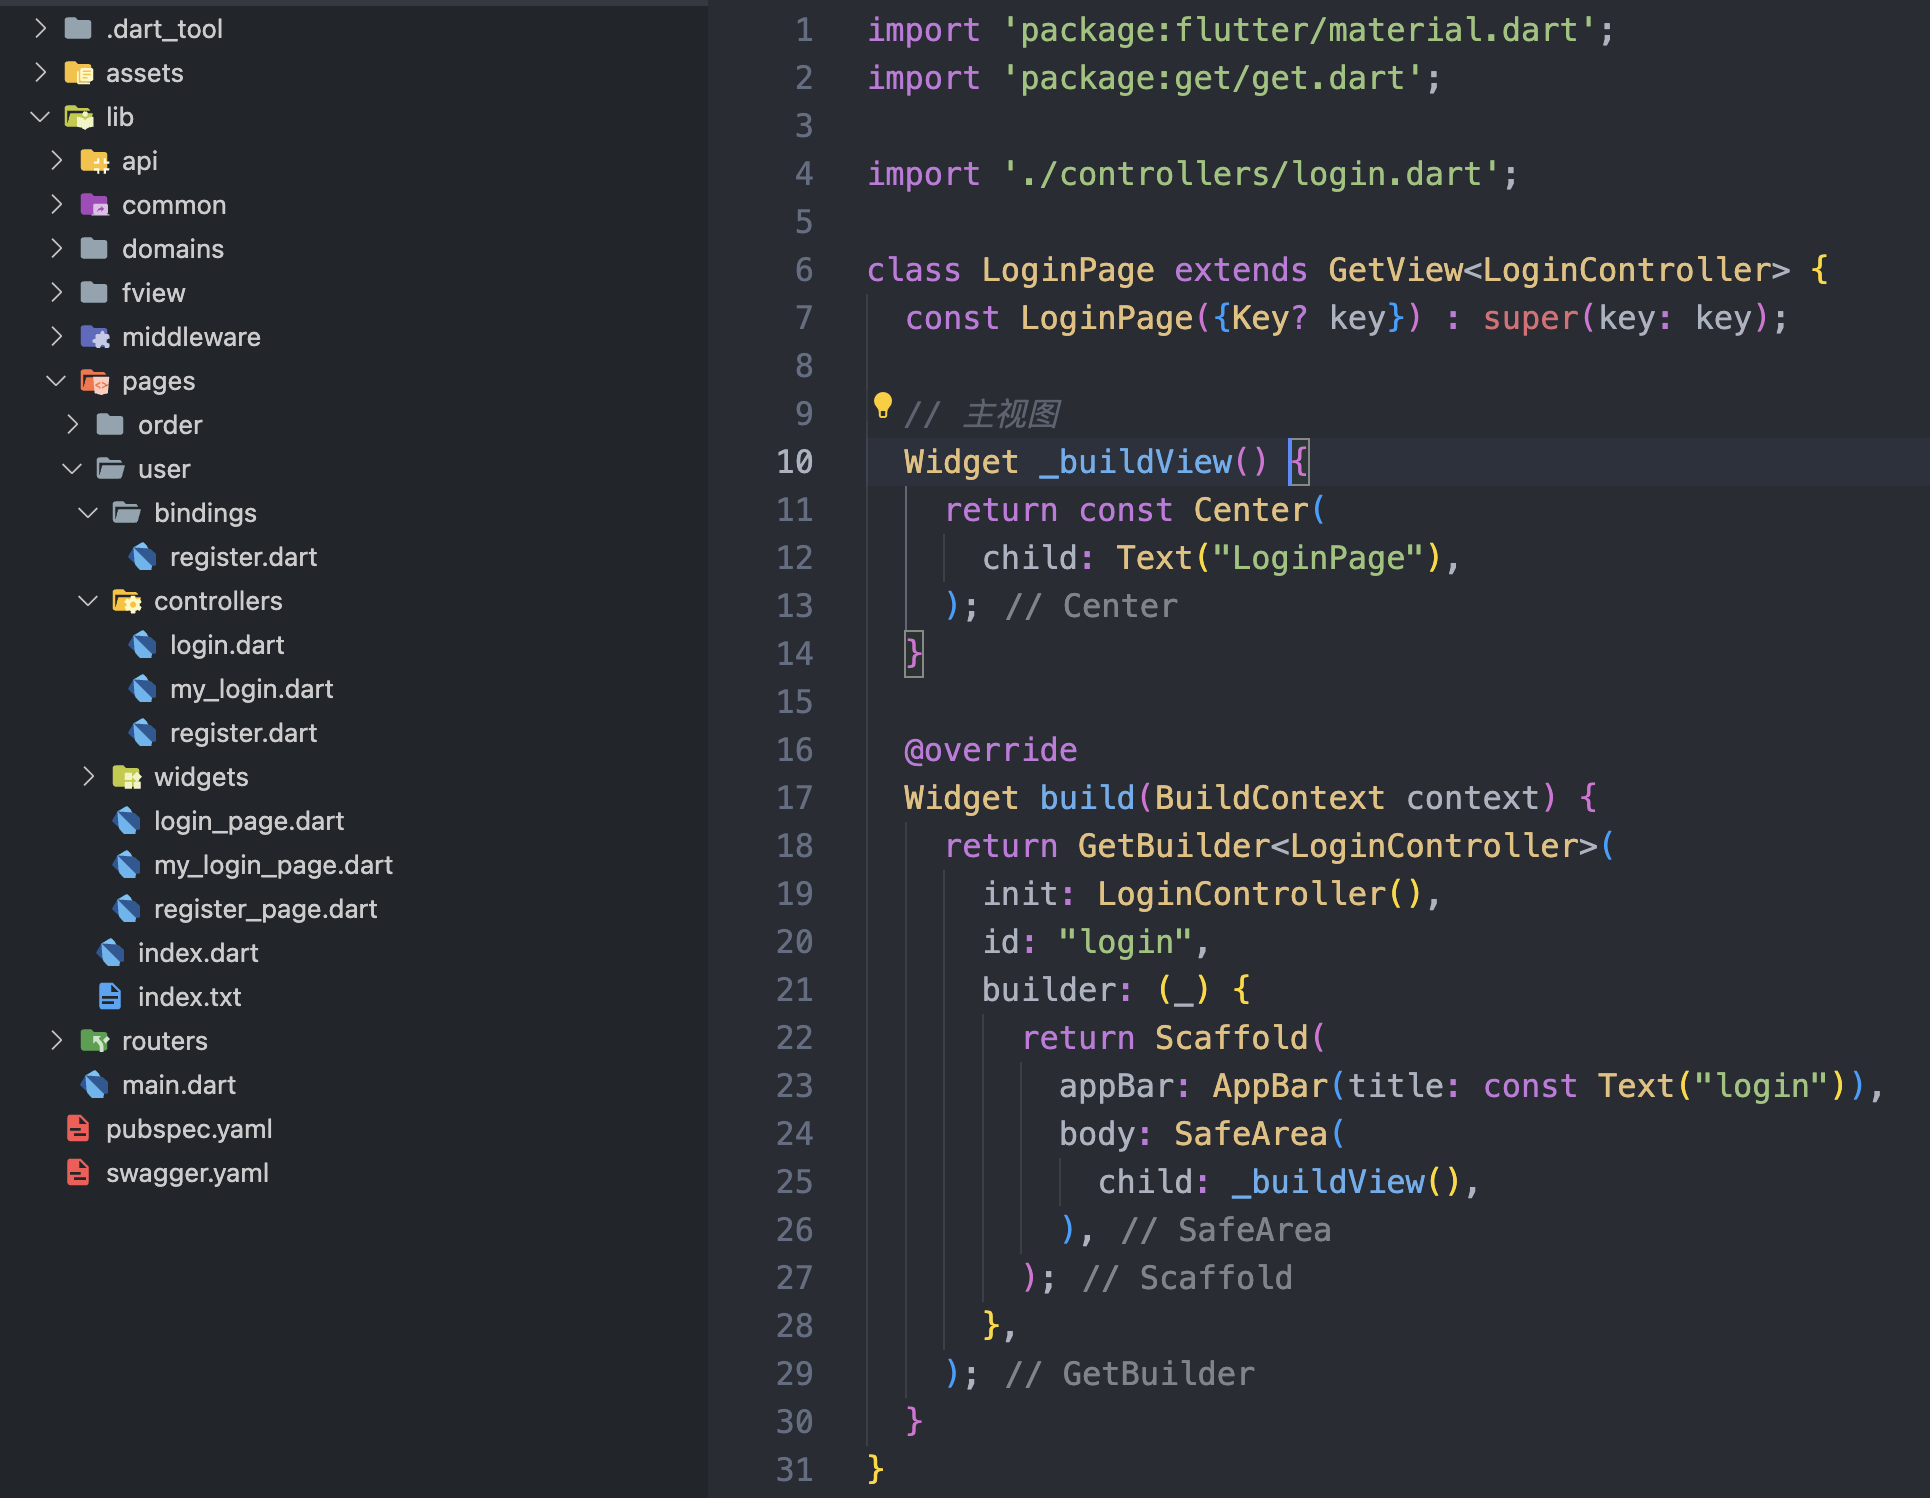 .dart_tool
assets
lib
api
common
domains
fview
middleware
pages
order
user
bindings
register.dart
controllers
login.dart
my_login.dart
register.dart
widgets
login_page.dart
my_login_page.dart
register_page.dart
index.dart
index.txt
routers
main.dart
pubspec.yaml
swagger.yaml
1 import 'package:flutter/material.dart';
2 import 'package:get/get.dart';
3
4 import './controllers/login.dart';
5
6 class LoginPage extends GetView<LoginController> {
7   const LoginPage({Key? key}) : super(key: key);
8
9   // 主视图
10   Widget _buildView() {
11     return const Center(
12       child: Text("LoginPage"),
13     ); // Center
14   }
15
16   @override
17   Widget build(BuildContext context) {
18     return GetBuilder<LoginController>(
19       init: LoginController(),
20       id: "login",
21       builder: (_) {
22         return Scaffold(
23           appBar: AppBar(title: const Text("login")),
24           body: SafeArea(
25             child: _buildView(),
26           ), // SafeArea
27         ); // Scaffold
28       },
29     ); // GetBuilder
30   }
31 }